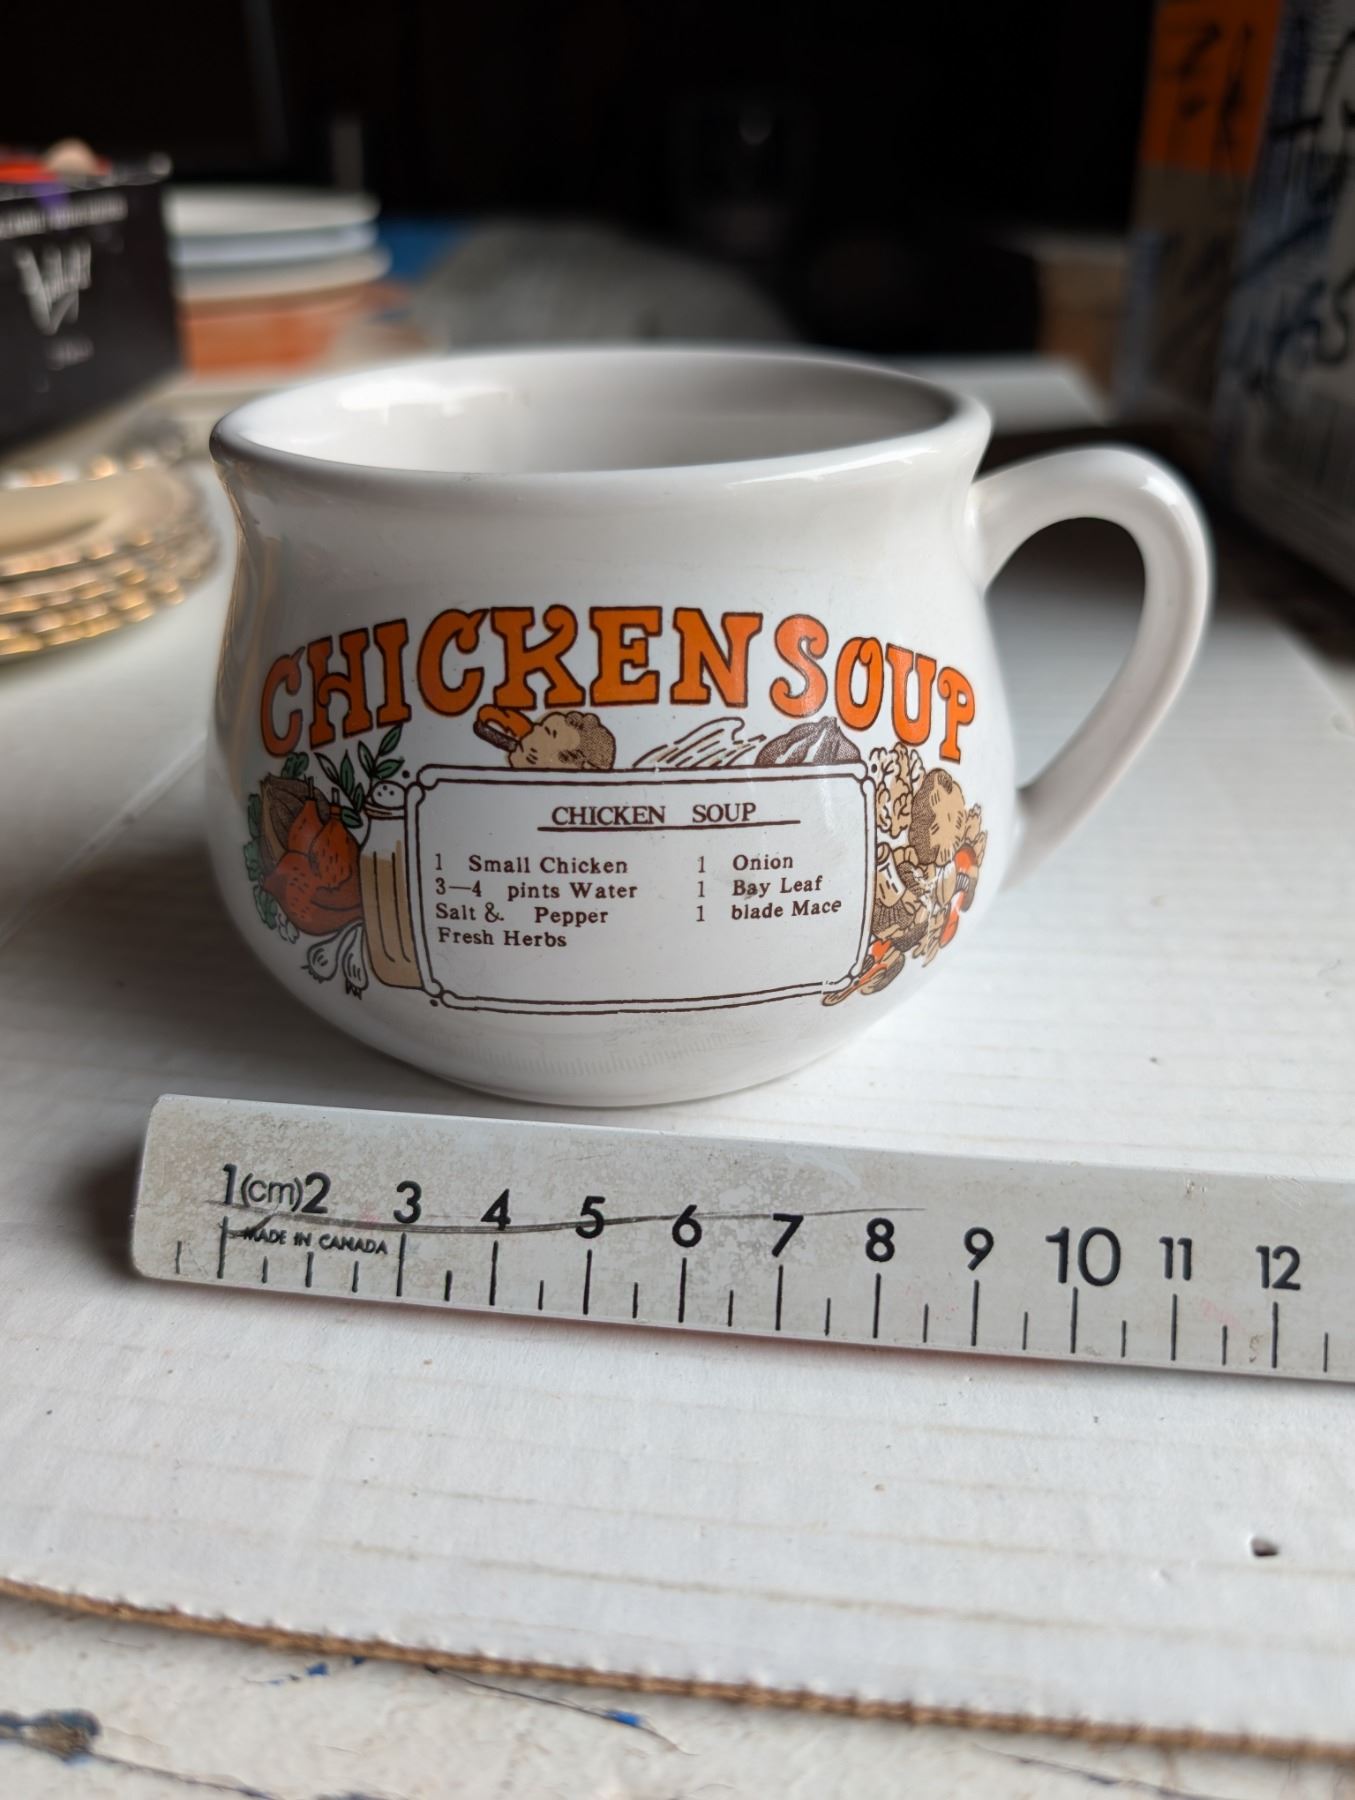 CHICKEN SOUP
CHICKEN SOUP
1 Small Chicken
3—4 pints Water
Salt &. Pepper
Fresh Herbs
1 Onion
1 Bay Leaf
1 blade Mace
1(cm)2 3 4 5 6 7 8 9 10 11 12
MADE IN CANADA